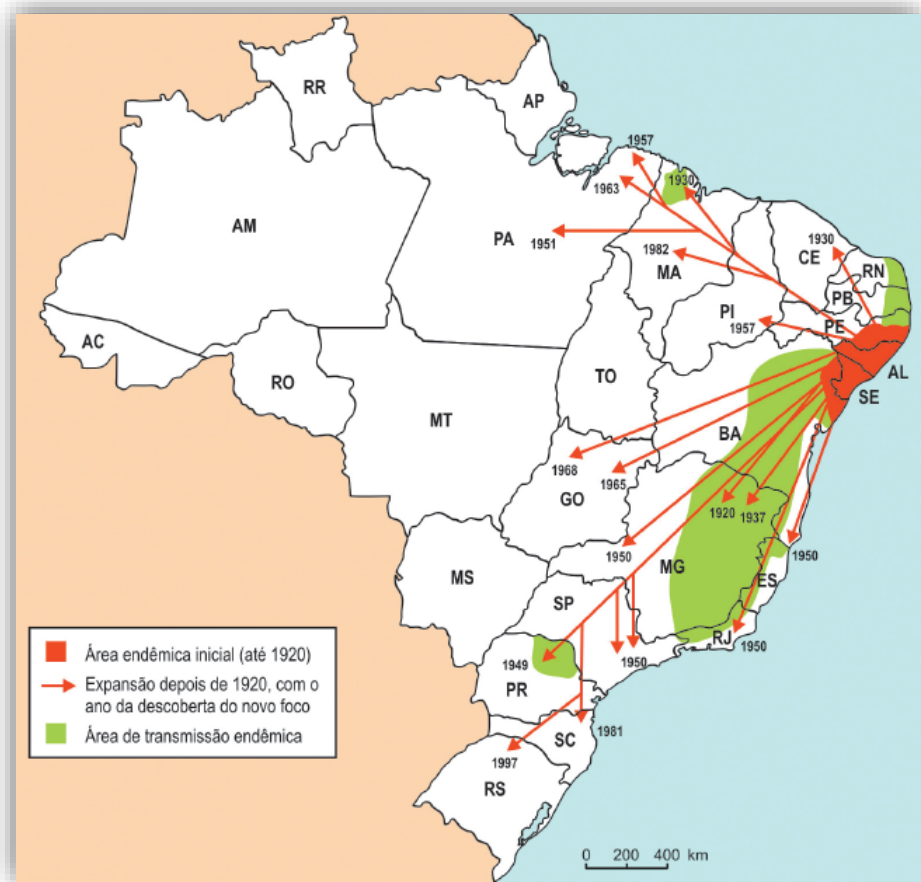 RR
AP
1957
1963
1930
AM
PA
1951
1982
MA
CE
1930
RN
PB
PI
1957
PE
AC
AL
RO
TO
SE
MT
BA
1968
1965
GO
1920
1937
1950
MG
1950
MS
ES
SP
RJ
1950
1949
1950
PR
1981
SC
1997
RS
Área endêmica inicial (até 1920)
Expansão depois de 1920, com o
ano da descoberta do novo foco
Área de transmissão endêmica
0 200 400 km